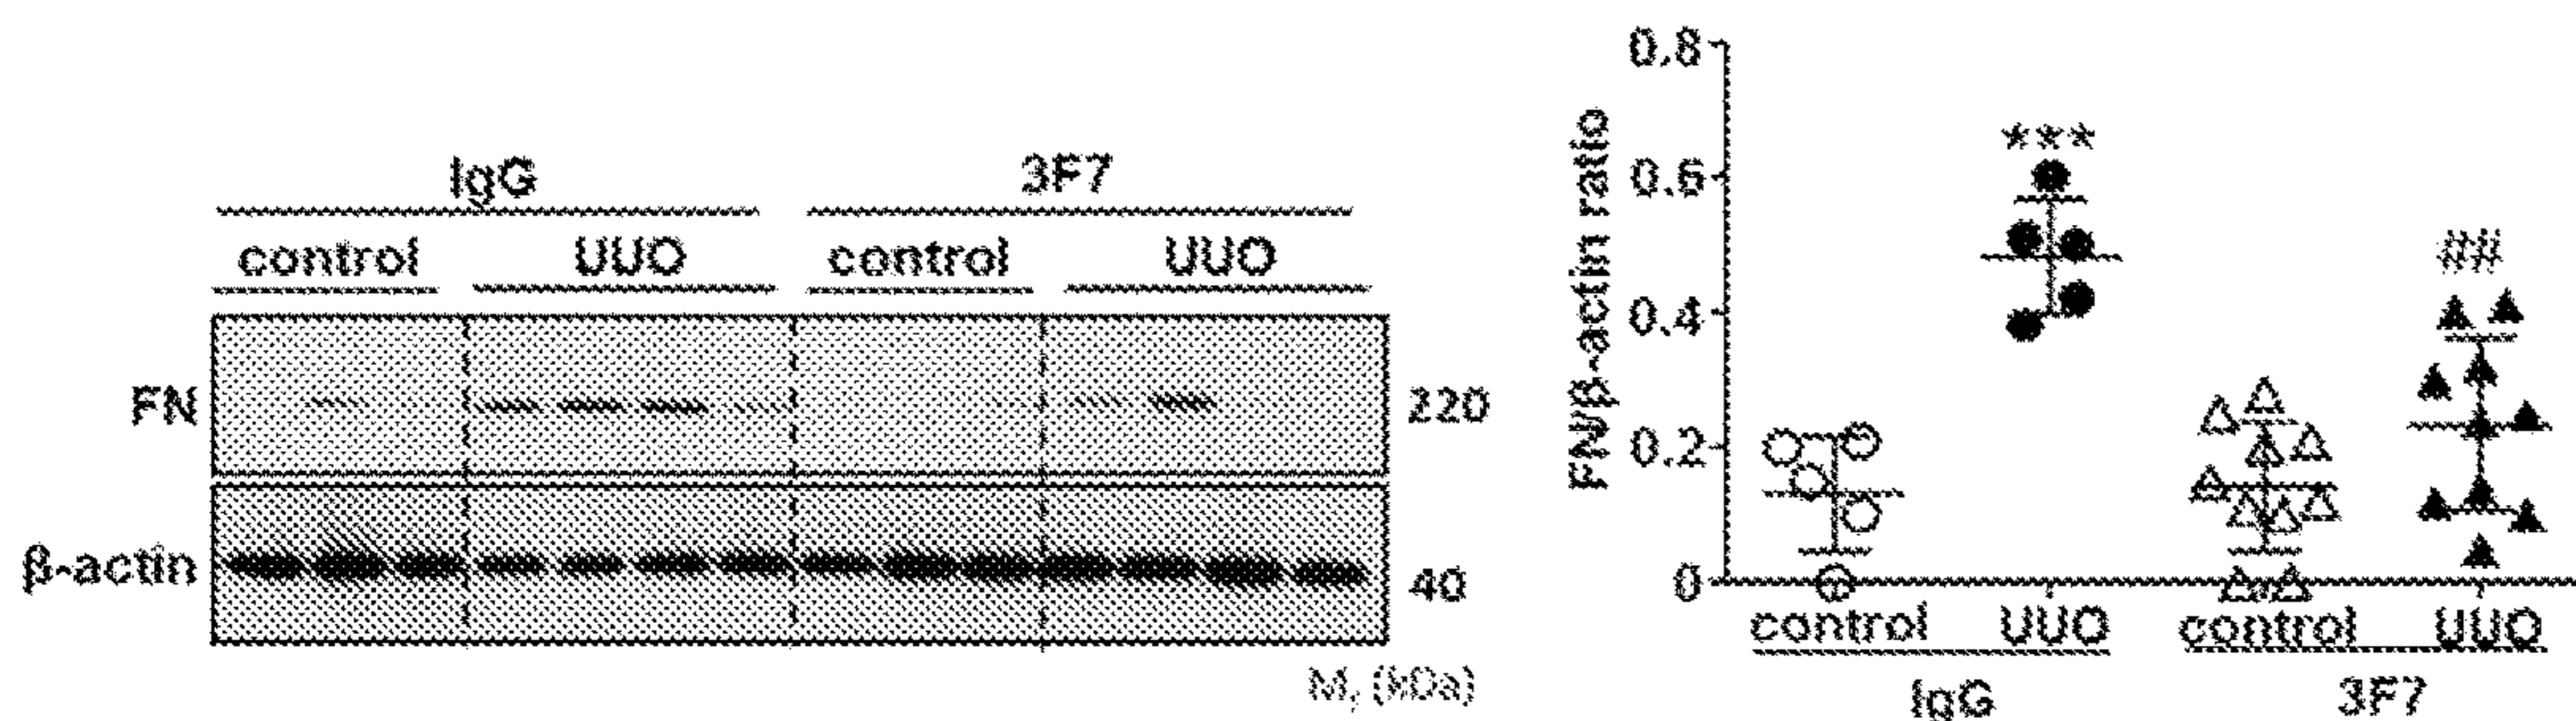 IgG 3F7
control UUO control UUO
FN 220
β-actin 40
Mr (kDa)
FN/β-actin ratio
0.8
0.6
0.4
0.2
0
***
##
control UUO control UUO
IgG 3F7